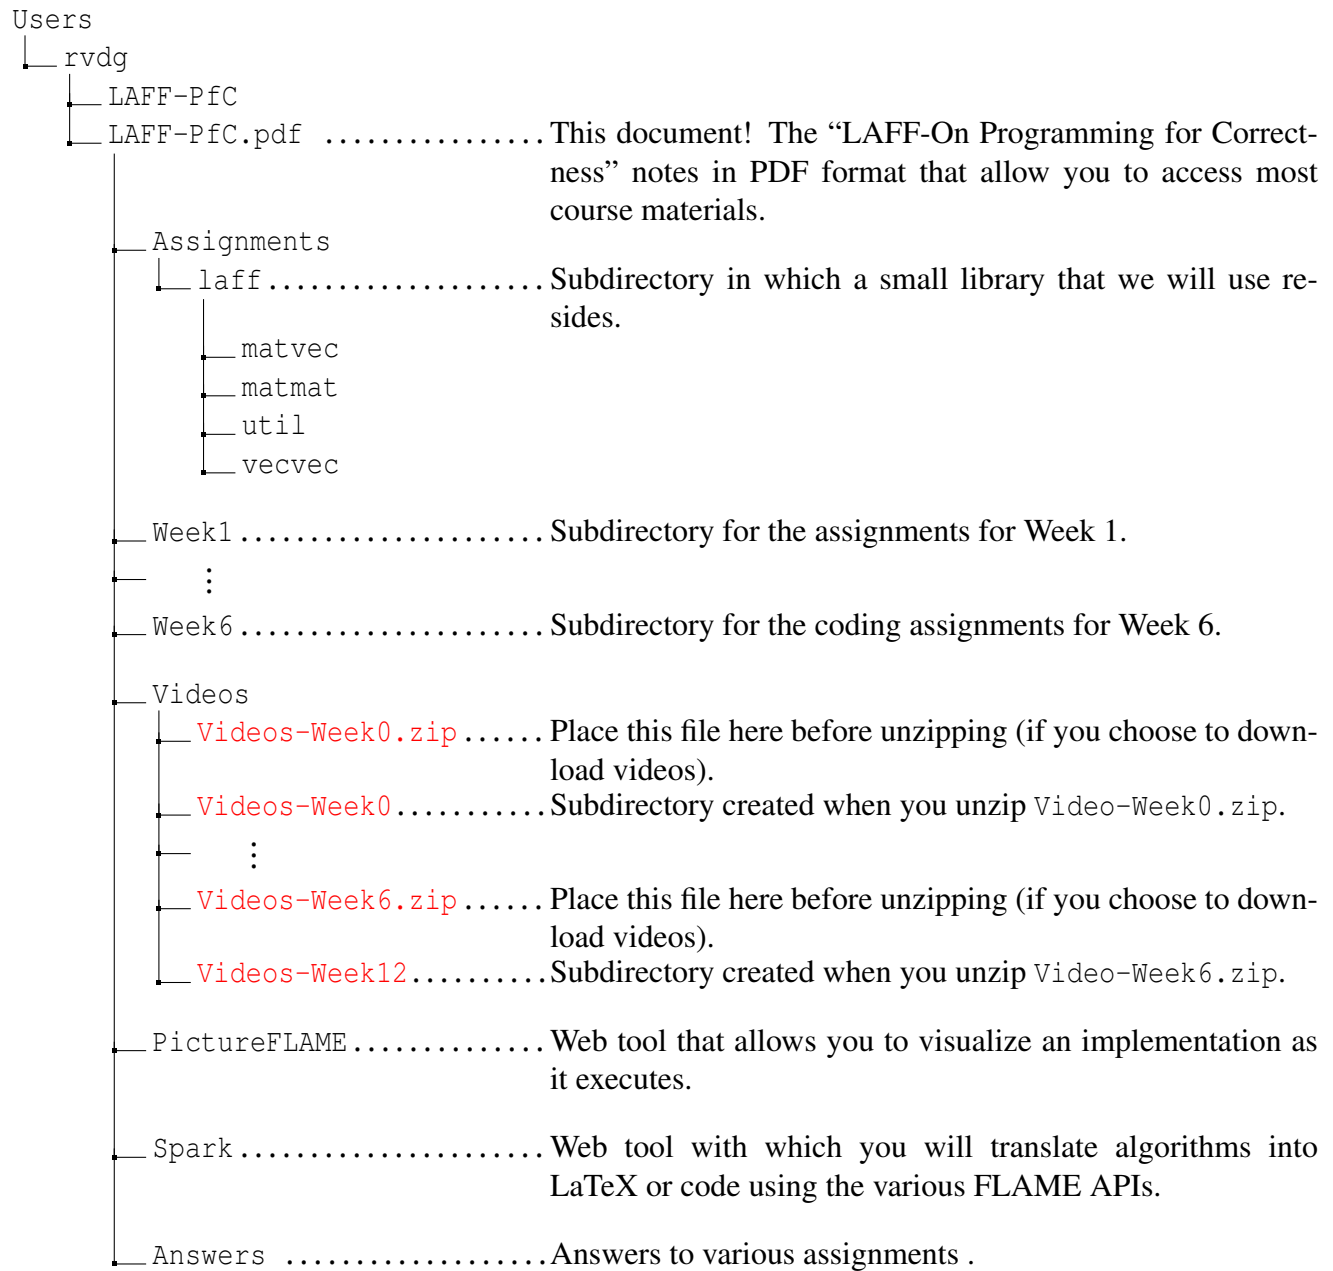 Users
rvdg
LAFF-PfC
LAFF-PfC.pdf ................ This document! The “LAFF-On Programming for Correct-
ness” notes in PDF format that allow you to access most
course materials.
Assignments
laff .................... Subdirectory in which a small library that we will use re-
sides.
matvec
matmat
util
vecvec
Week1 ...................... Subdirectory for the assignments for Week 1.
⋮
Week6 ...................... Subdirectory for the coding assignments for Week 6.
Videos
Videos-Week0.zip ...... Place this file here before unzipping (if you choose to down-
load videos).
Videos-Week0 ........... Subdirectory created when you unzip Video-Week0.zip.
⋮
Videos-Week6.zip ...... Place this file here before unzipping (if you choose to down-
load videos).
Videos-Week12 .......... Subdirectory created when you unzip Video-Week6.zip.
PictureFLAME .............. Web tool that allows you to visualize an implementation as
it executes.
Spark ...................... Web tool with which you will translate algorithms into
LaTeX or code using the various FLAME APIs.
Answers ................... Answers to various assignments .